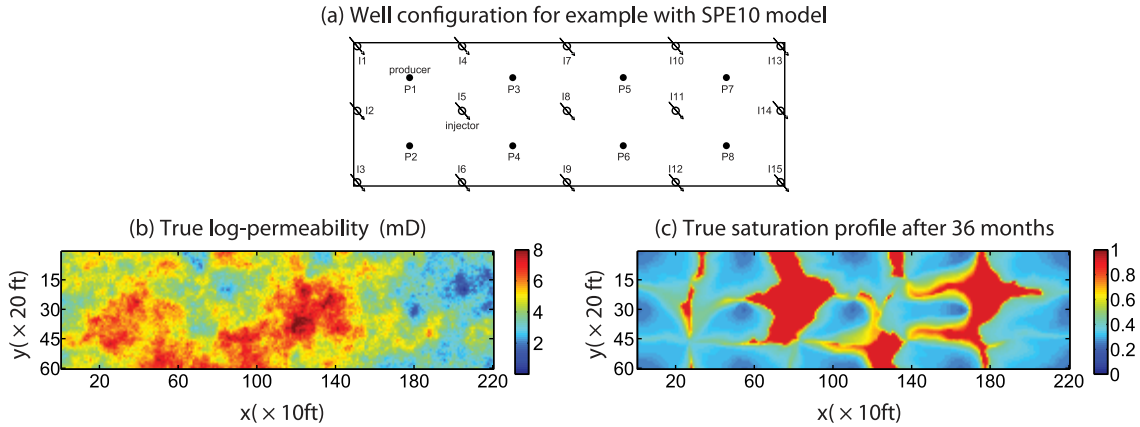 (a) Well configuration for example with SPE10 model
I1 I4 I7 I10 I13
producer
P1 P3 P5 P7
I2 I5 I8 I11 I14
injector
P2 P4 P6 P8
I3 I6 I9 I12 I15
(b) True log-permeability (mD)
y( × 20 ft)
15
30
45
60
20 60 100 140 180 220
x( × 10ft)
8
6
4
2
(c) True saturation profile after 36 months
y( × 20 ft)
15
30
45
60
20 60 100 140 180 220
x( × 10ft)
1
0.8
0.6
0.4
0.2
0